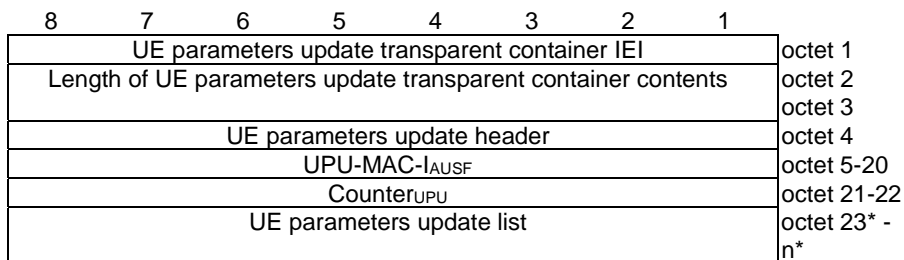 8 7 6 5 4 3 2 1
UE parameters update transparent container IEI octet 1
Length of UE parameters update transparent container contents octet 2
octet 3
UE parameters update header octet 4
UPU-MAC-IAUSF octet 5-20
CounterUPU octet 21-22
UE parameters update list octet 23* -
n*